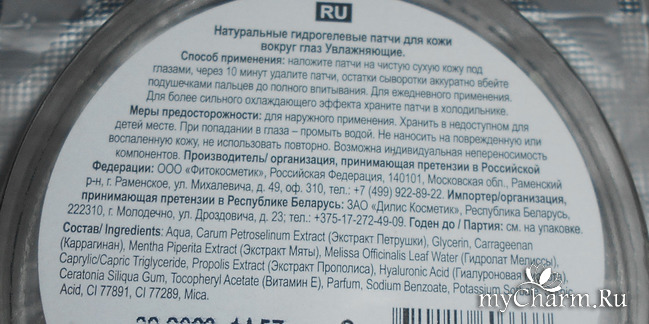 RU
Натуральные гидрогелевые патчи для кожи
вокруг глаз Увлажняющие.
Способ применения: наложите патчи на чистую сухую кожу под
глазами, через 10 минут удалите патчи, остатки сыворотки аккуратно вбейте
подушечками пальцев до полного впитывания. Для ежедневного применения.
Для более сильного охлаждающего эффекта храните патчи в холодильнике.
Меры предосторожности: для наружного применения. Хранить в недоступном для
детей месте. При попадании в глаза – промыть водой. Не наносить на поврежденную или
воспаленную кожу, не использовать повторно. Возможна индивидуальная непереносимость
компонентов. Производитель/ организация, принимающая претензии в Российской
Федерации: ООО «Фитокосметик», Российская Федерация, 140101, Московская обл., Раменский
р-н, г. Раменское, ул. Михалевича, д. 49, оф. 310, тел.: +7 (499) 922-89-22. Импортер/организация,
принимающая претензии в Республике Беларусь: ЗАО «Дилис Косметик», Республика Беларусь,
222310, г. Молодечно, ул. Дроздовича, д. 23; тел.: +375-17-272-49-09. Годен до / Партия: см. на упаковке.
Состав/ Ingredients: Aqua, Carum Petroselinum Extract (Экстракт Петрушки), Glycerin, Carrageenan
(Каррагинан), Mentha Piperita Extract (Экстракт Мяты), Melissa Officinalis Leaf Water (Гидролат Мелиссы),
Caprylic/Capric Triglyceride, Propolis Extract (Экстракт Прополиса), Hyaluronic Acid (Гиалуроновая
Ceratonia Siliqua Gum, Tocopheryl Acetate (Витамин Е), Parfum, Sodium Benzoate, Potassium
Acid, CI 77891, CI 77289, Mica.
myCharm.Ru